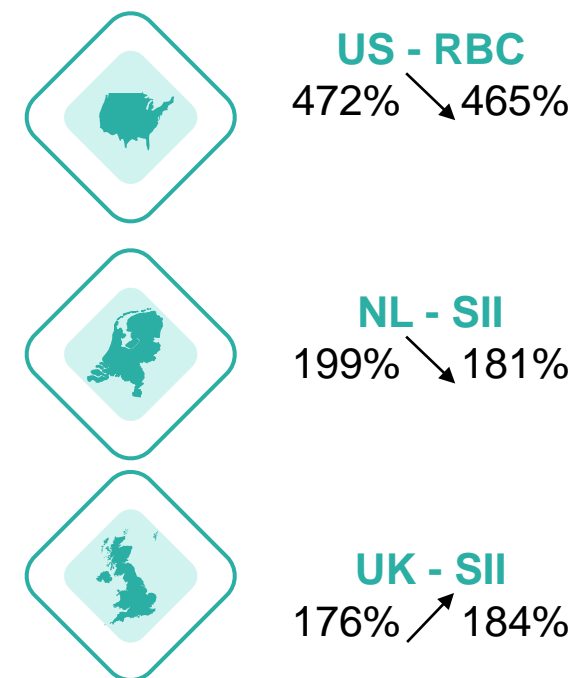 US - RBC
472% 465%
NL - SII
199% 181%
UK - SII
176% 184%